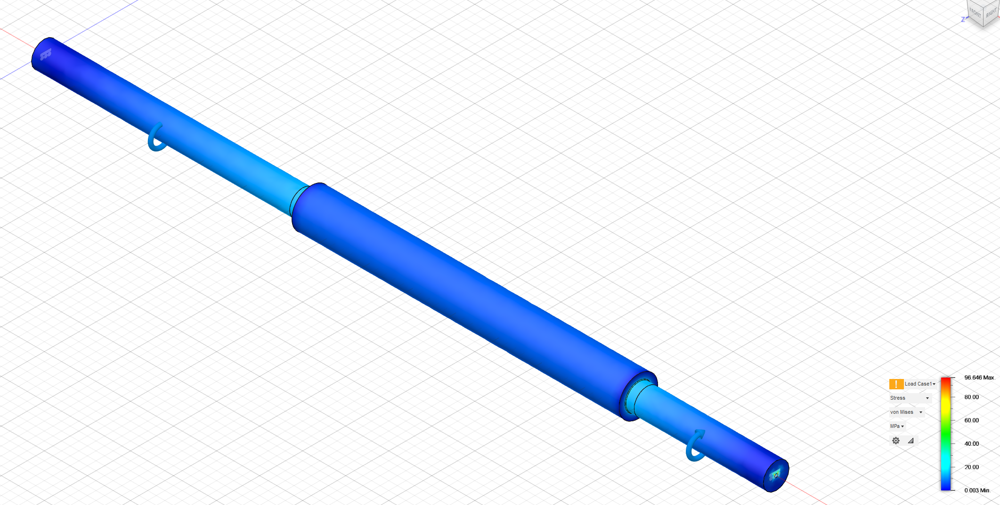 FRONT
RIGHT
Z
Load Case1
Stress
von Mises
MPa
96.646 Max.
80.00
60.00
40.00
20.00
0.003 Min.